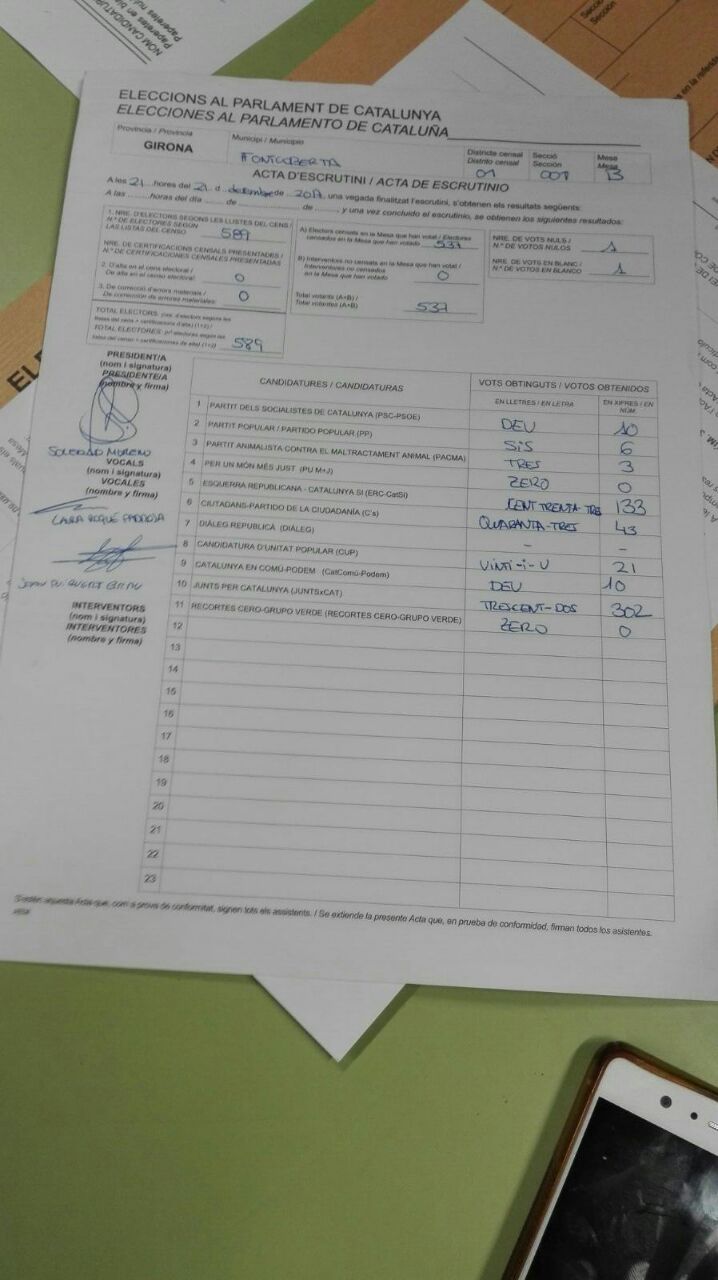 NOM CANDIDATUR
ELECCIONS AL PARLAMENT DE CATALUNYA
ELECCIONES AL PARLAMENTO DE CATALUÑA
Província / Provincia
GIRONA
Municipi / Municipio
FONTCOBERTA
Districte censal
Distrito censal
01
Secció
Sección
001
Mesa
Mesa
B
ACTA D'ESCRUTINI / ACTA DE ESCRUTINIO
A les 21 hores del 21 d desembre de 2017 una vegada finalitzat l'escrutini, s'obtenen els resultats següents:
A las ......horas del día ...... de ............ de ......, y una vez concluido el escrutinio, se obtienen los siguientes resultados:
1. NRE. D'ELECTORS SEGONS LES LLISTES DEL CENS /
N.º DE ELECTORES SEGÚN
LAS LISTAS DEL CENSO
589
NRE. DE CERTIFICACIONS CENSALS PRESENTADES /
N.º DE CERTIFICACIONES CENSALES PRESENTADAS
2. D'alta en el cens electoral /
De alta en el censo electoral:
0
3. De correcció d'errors materials /
De corrección de errores materiales:
0
TOTAL ELECTORS:
TOTAL ELECTORES:
589
A) Electors censats en la Mesa que han votat / Electores
censados en la Mesa que han votado
537
B) Interventors no censats en la Mesa que han votat /
Interventores no censados
en la Mesa que han votado
0
Total votants (A+B) /
Total votantes (A+B)
537
NRE. DE VOTS NULS /
N.º DE VOTOS NULOS
1
NRE. DE VOTS EN BLANC /
N.º DE VOTOS EN BLANCO
1
PRESIDENT/A
(nom i signatura)
PRESIDENTE/A
(nombre y firma)
SOLEDAD MORENO
VOCALS
(nom i signatura)
VOCALES
(nombre y firma)
LAURA
INTERVENTORS
(nom i signatura)
INTERVENTORES
(nombre y firma)
CANDIDATURES / CANDIDATURAS
VOTS OBTINGUTS / VOTOS OBTENIDOS
EN LLETRES / EN LETRA
EN XIFRES / EN NÚM.
1 PARTIT DELS SOCIALISTES DE CATALUNYA (PSC-PSOE) DEU 10
2 PARTIT POPULAR / PARTIDO POPULAR (PP) SIS 6
3 PARTIT ANIMALISTA CONTRA EL MALTRACTAMENT ANIMAL (PACMA) TRES 3
4 PER UN MÓN MÉS JUST (PU M+J) ZERO 0
5 ESQUERRA REPUBLICANA - CATALUNYA SÍ (ERC-CatSí) CENT TRENTA-TRES 133
6 CIUTADANS-PARTIDO DE LA CIUDADANÍA (C's) QUARANTA-TRES 43
7 DIÀLEG REPUBLICÀ (DIÀLEG) - -
8 CANDIDATURA D'UNITAT POPULAR (CUP) VINT-I-U 21
9 CATALUNYA EN COMÚ-PODEM (CatComú-Podem) DEU 10
10 JUNTS PER CATALUNYA (JUNTSxCAT) TRESCENT-DOS 302
11 RECORTES CERO-GRUPO VERDE (RECORTES CERO-GRUPO VERDE) ZERO 0
12
13
14
15
16
17
18
19
20
21
22
23
S'estén aquesta Acta que, com a prova de conformitat, signen tots els assistents. / Se extiende la presente Acta que, en prueba de conformidad, firman todos los asistentes.